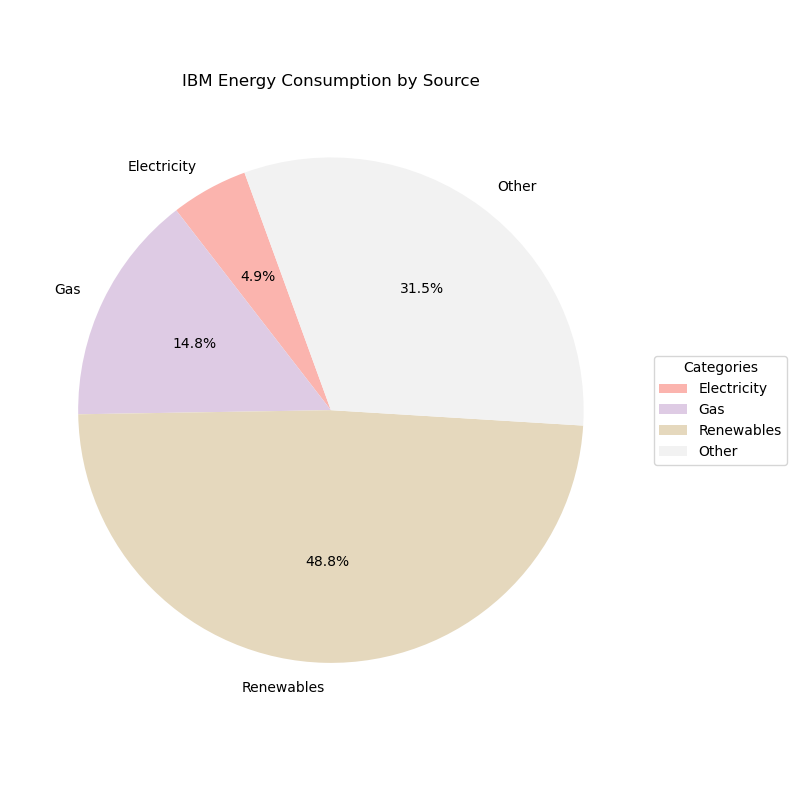 IBM Energy Consumption by Source
Electricity
Other
4.9%
31.5%
Gas
14.8%
48.8%
Renewables
Categories
Electricity
Gas
Renewables
Other